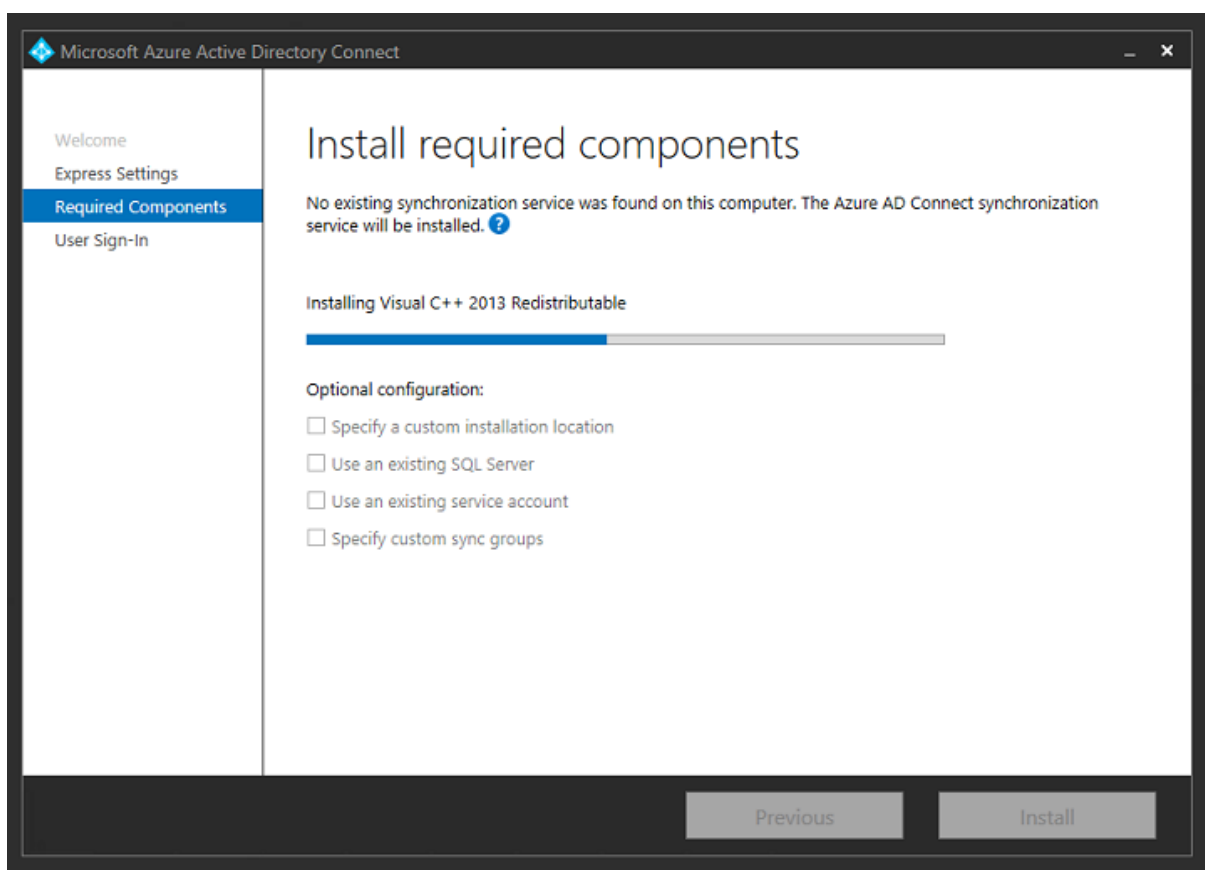 Microsoft Azure Active Directory Connect
Welcome
Express Settings
Required Components
User Sign-In
Install required components
No existing synchronization service was found on this computer. The Azure AD Connect synchronization
service will be installed. ?
Installing Visual C++ 2013 Redistributable
Optional configuration:
Specify a custom installation location
Use an existing SQL Server
Use an existing service account
Specify custom sync groups
Previous
Install